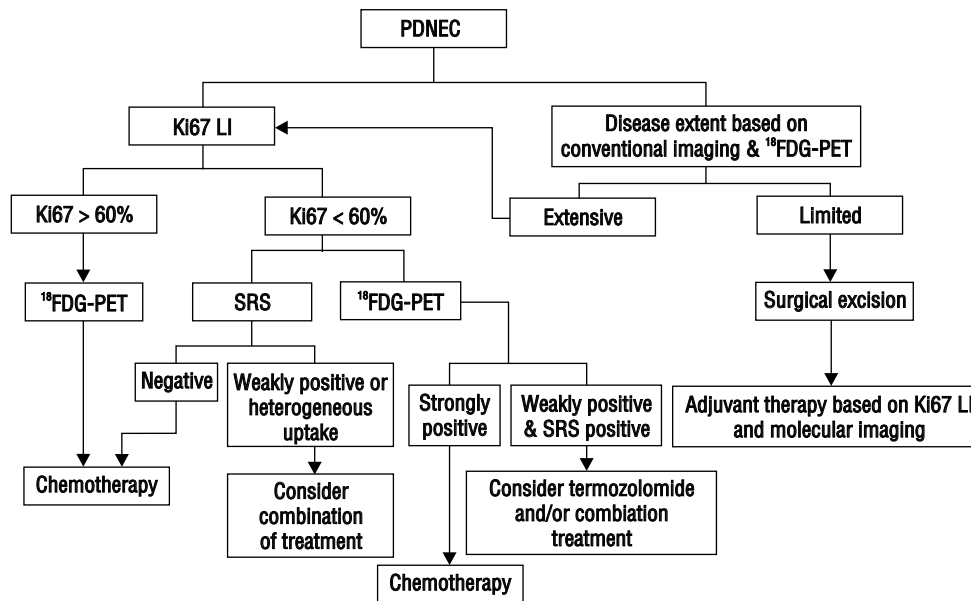 PDNEC
Ki67 LI
Disease extent based on
conventional imaging & ¹⁸FDG-PET
Ki67 > 60%
Ki67 < 60%
Extensive
Limited
¹⁸FDG-PET
SRS
¹⁸FDG-PET
Surgical excision
Negative
Weakly positive or
heterogeneous
uptake
Strongly
positive
Weakly positive
& SRS positive
Adjuvant therapy based on Ki67 LI
and molecular imaging
Chemotherapy
Consider
combination
of treatment
Consider termozolomide
and/or combiation
treatment
Chemotherapy